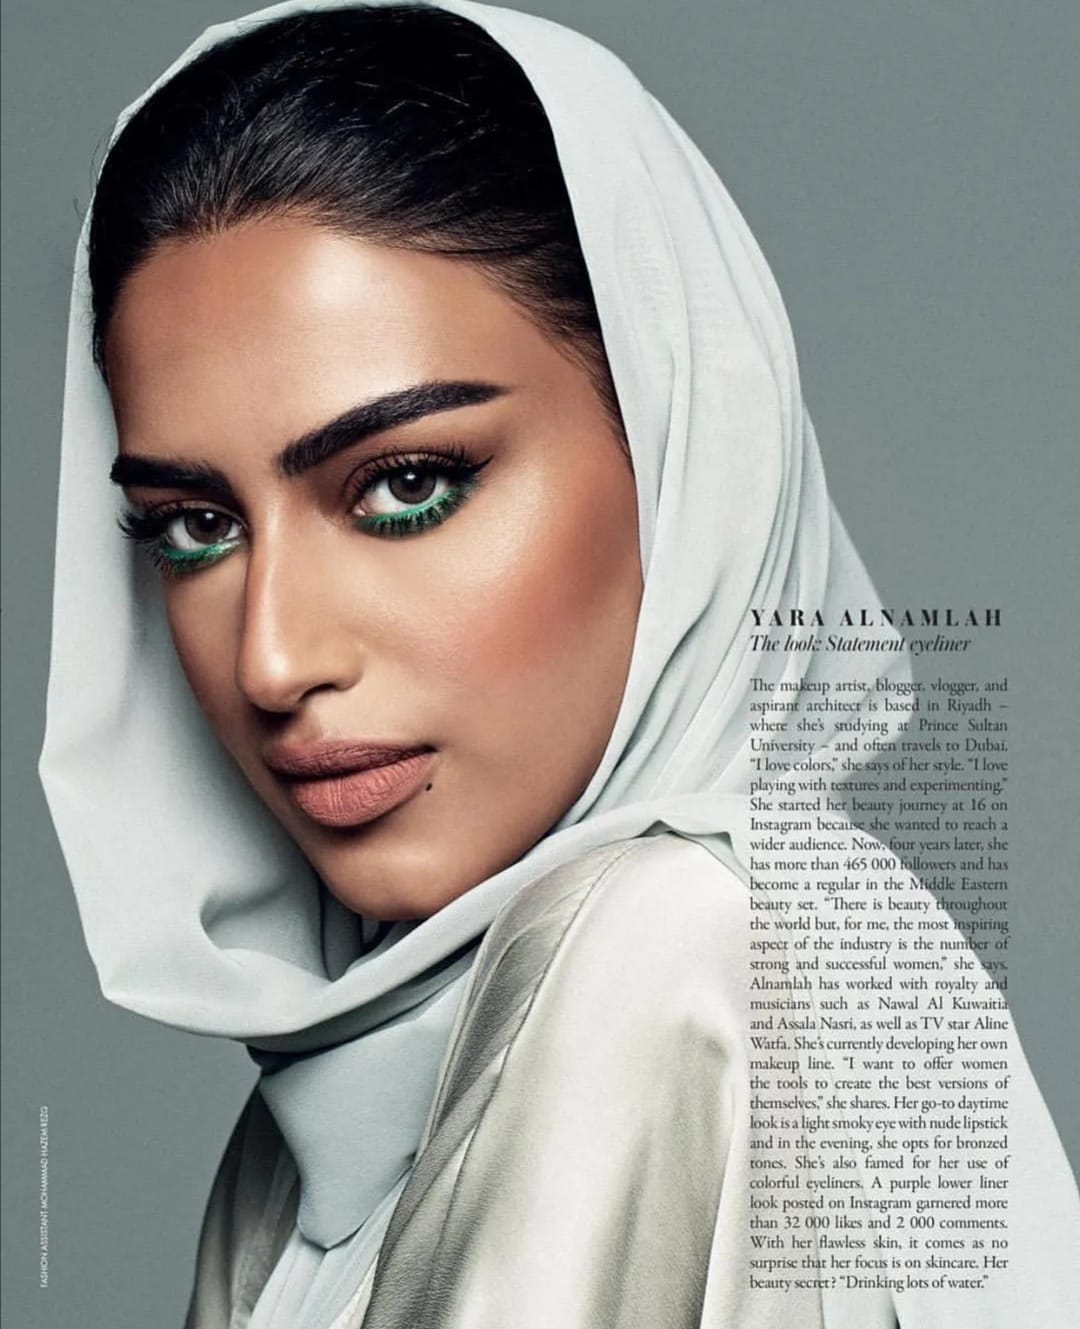 YARA ALNAMLAH
The look: Statement eyeliner
The makeup artist, blogger, vlogger, and
aspirant architect is based in Riyadh –
where she's studying at Prince Sultan
University – and often travels to Dubai.
"I love colors," she says of her style. "I love
playing with textures and experimenting."
She started her beauty journey at 16 on
Instagram because she wanted to reach a
wider audience. Now, four years later, she
has more than 465 000 followers and has
become a regular in the Middle Eastern
beauty set. "There is beauty throughout
the world but, for me, the most inspiring
aspect of the industry is the number of
strong and successful women," she says.
Alnamlah has worked with royalty and
musicians such as Nawal Al Kuwaitia
and Assala Nasri, as well as TV star Aline
Watfa. She's currently developing her own
makeup line. "I want to offer women
the tools to create the best versions of
themselves," she shares. Her go-to daytime
look is a light smoky eye with nude lipstick
and in the evening, she opts for bronzed
tones. She's also famed for her use of
colorful eyeliners. A purple lower liner
look posted on Instagram garnered more
than 32 000 likes and 2 000 comments.
With her flawless skin, it comes as no
surprise that her focus is on skincare. Her
beauty secret? "Drinking lots of water."
FASHION ASSISTANT MOHAMMAD HAZEM REZQ